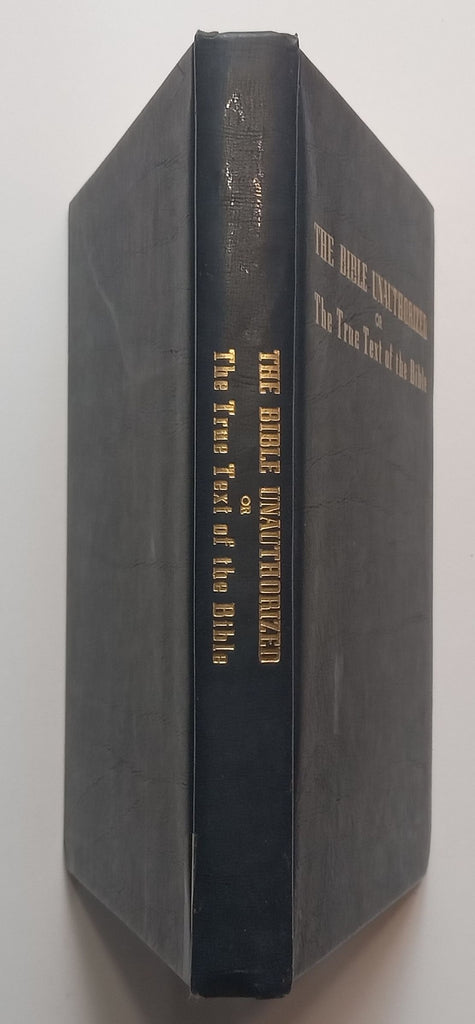 THE BIBLE UNAUTHORIZED
OR
The True Text of the Bible
THE BIBLE UNAUTHORIZED
OR
The True Text of the Bible